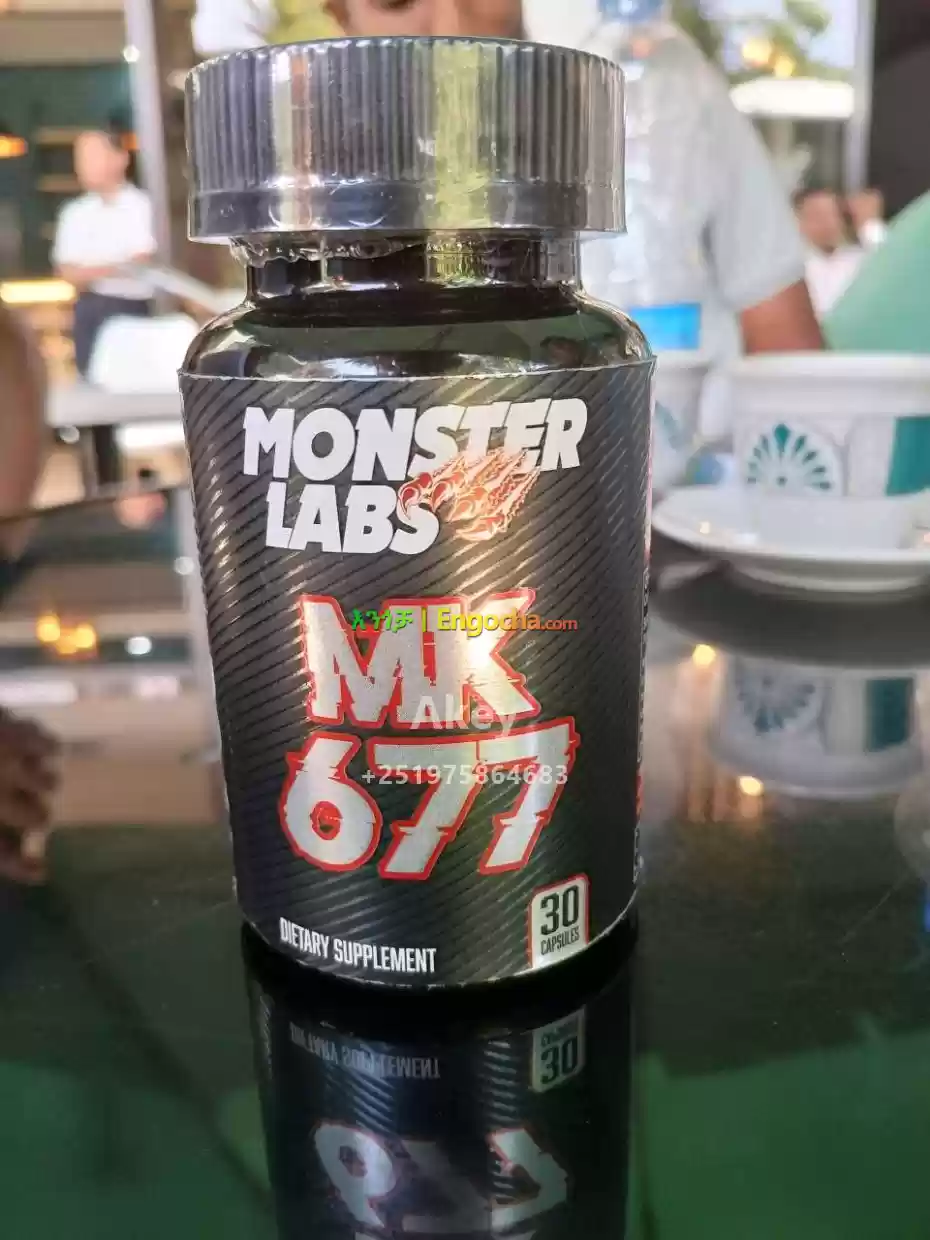 MONSTER
LABS
MK
እንጎቻ | Engocha.com
Akey
677
+251975864683
30
CAPSULES
DIETARY SUPPLEMENT